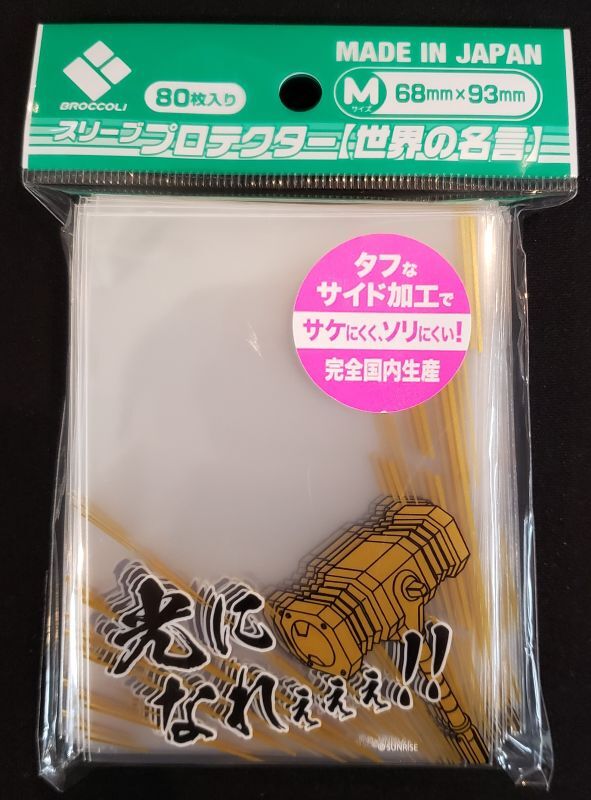 BROCCOLI
80枚入り
MADE IN JAPAN
Mサイズ 68mm×93mm
スリーブプロテクター【世界の名言】
タフな
サイド加工で
サケにくく、ソリにくい!
完全国内生産
光に
なれぇぇぇ!!
©SUNRISE